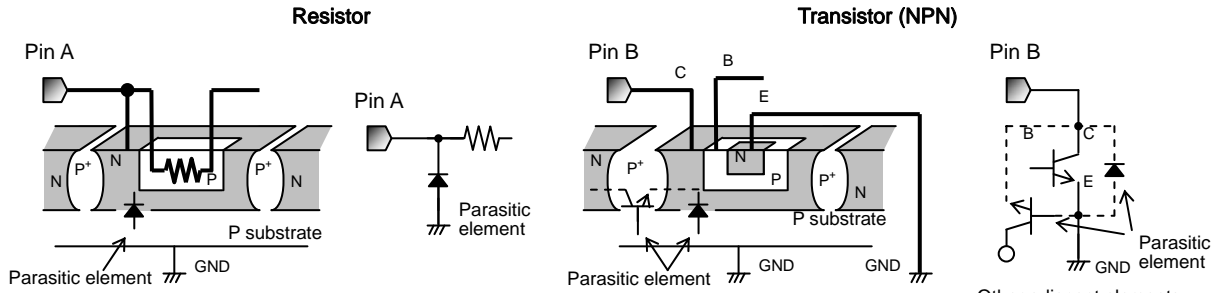 Resistor
Transistor (NPN)
Pin A
Pin A
N
N
P+
P
P+
N
Parasitic element
P substrate
Parasitic element
GND
Pin B
C
B
E
N
P+
N
P
P+
N
P substrate
Parasitic element
GND
GND
Pin B
B
C
E
GND
Parasitic element